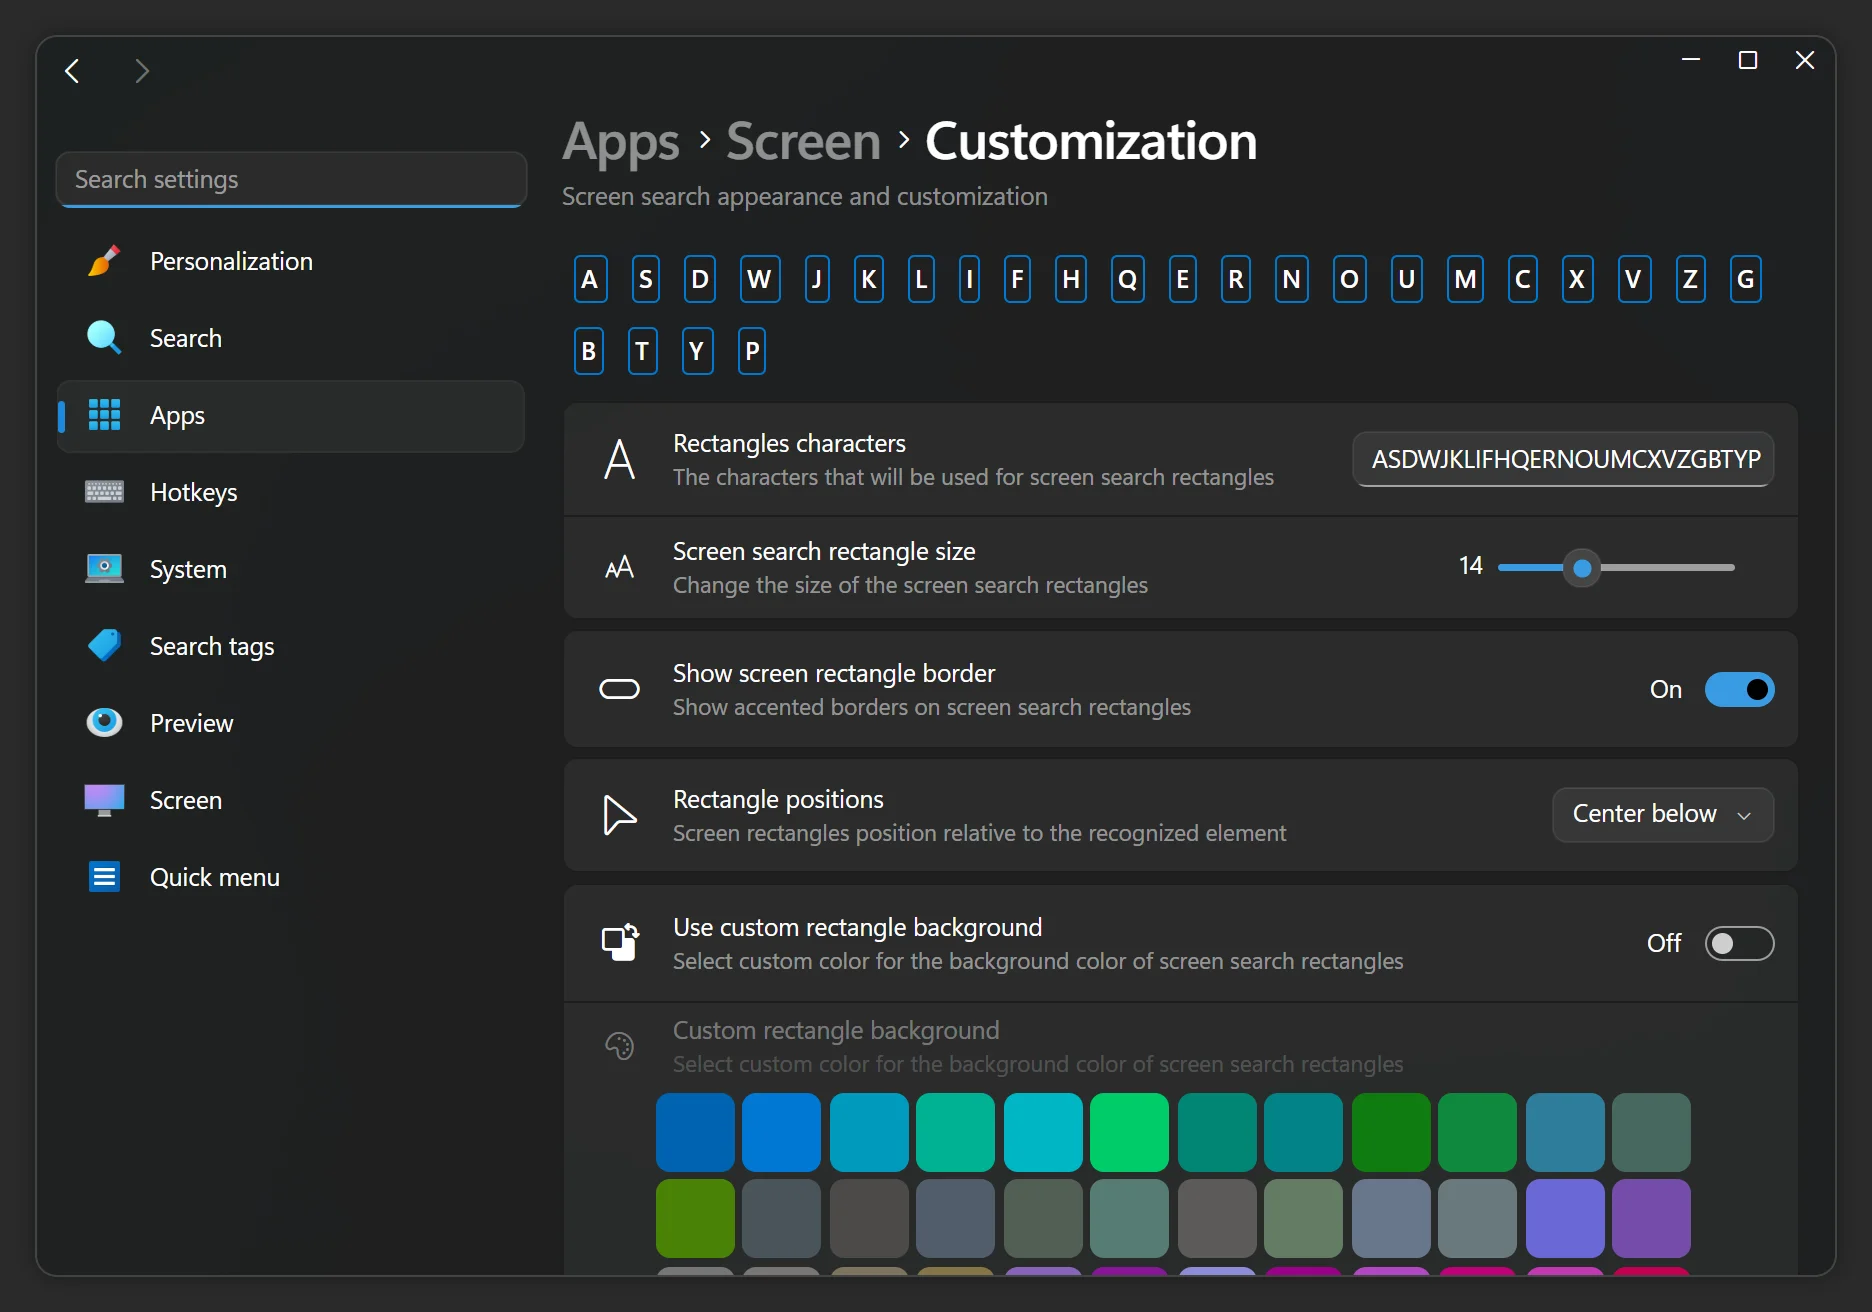 Apps › Screen › Customization
Screen search appearance and customization
Search settings
Personalization
Search
Apps
Hotkeys
System
Search tags
Preview
Screen
Quick menu
A S D W J K L I F H Q E R N O U M C X V Z G
B T Y P
Rectangles characters
The characters that will be used for screen search rectangles
ASDWJKLIFHQERNOUMCXVZGBTYP
Screen search rectangle size
Change the size of the screen search rectangles
14
Show screen rectangle border
Show accented borders on screen search rectangles
On
Rectangle positions
Screen rectangles position relative to the recognized element
Center below
Use custom rectangle background
Select custom color for the background color of screen search rectangles
Off
Custom rectangle background
Select custom color for the background color of screen search rectangles